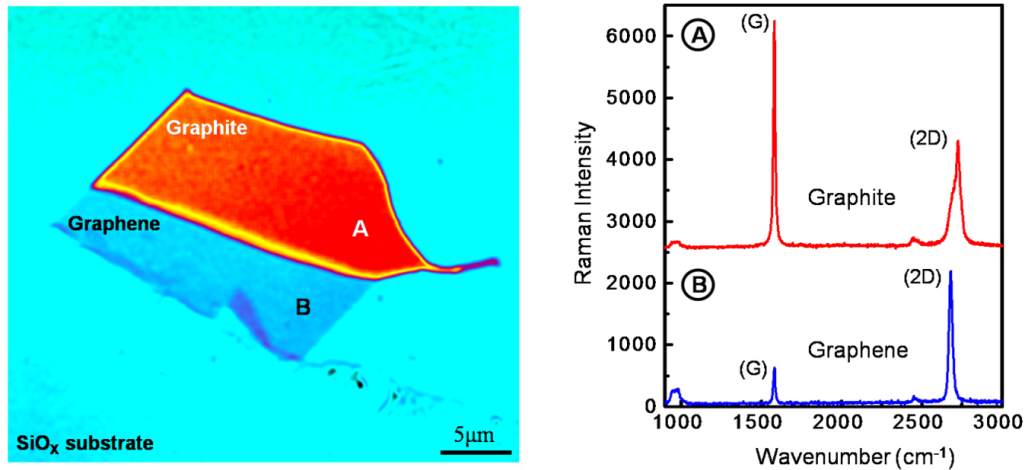 Graphite
Graphene
A
B
SiOx substrate
5μm
A
(G)
(2D)
Graphite
B
(2D)
Graphene
(G)
Raman Intensity
6000
5000
4000
3000
2000
1000
0
1000 1500 2000 2500 3000
Wavenumber (cm-1)